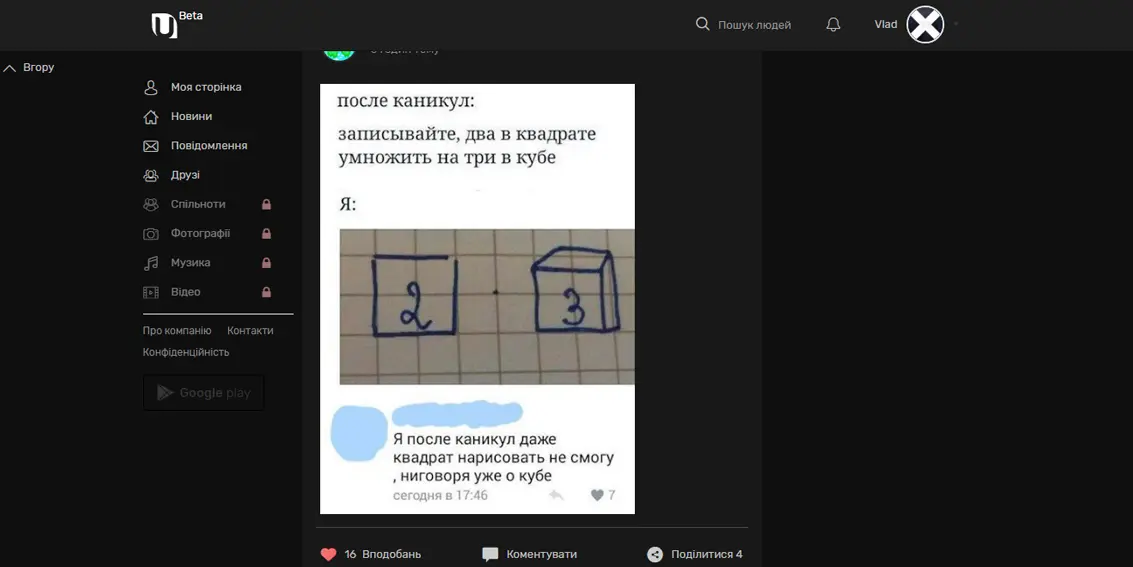 U Beta
Пошук людей
Vlad
Вгору
Моя сторінка
Новини
Повідомлення
Друзі
Спільноти
Фотографії
Музика
Відео
Про компанію Контакти
Конфіденційність
Google play
после каникул:
записывайте, два в квадрате
умножить на три в кубе
Я:
2 · 3
Я после каникул даже
квадрат нарисовать не смогу
, ниговоря уже о кубе
сегодня в 17:46
7
16 Вподобань
Коментувати
Поділитися 4